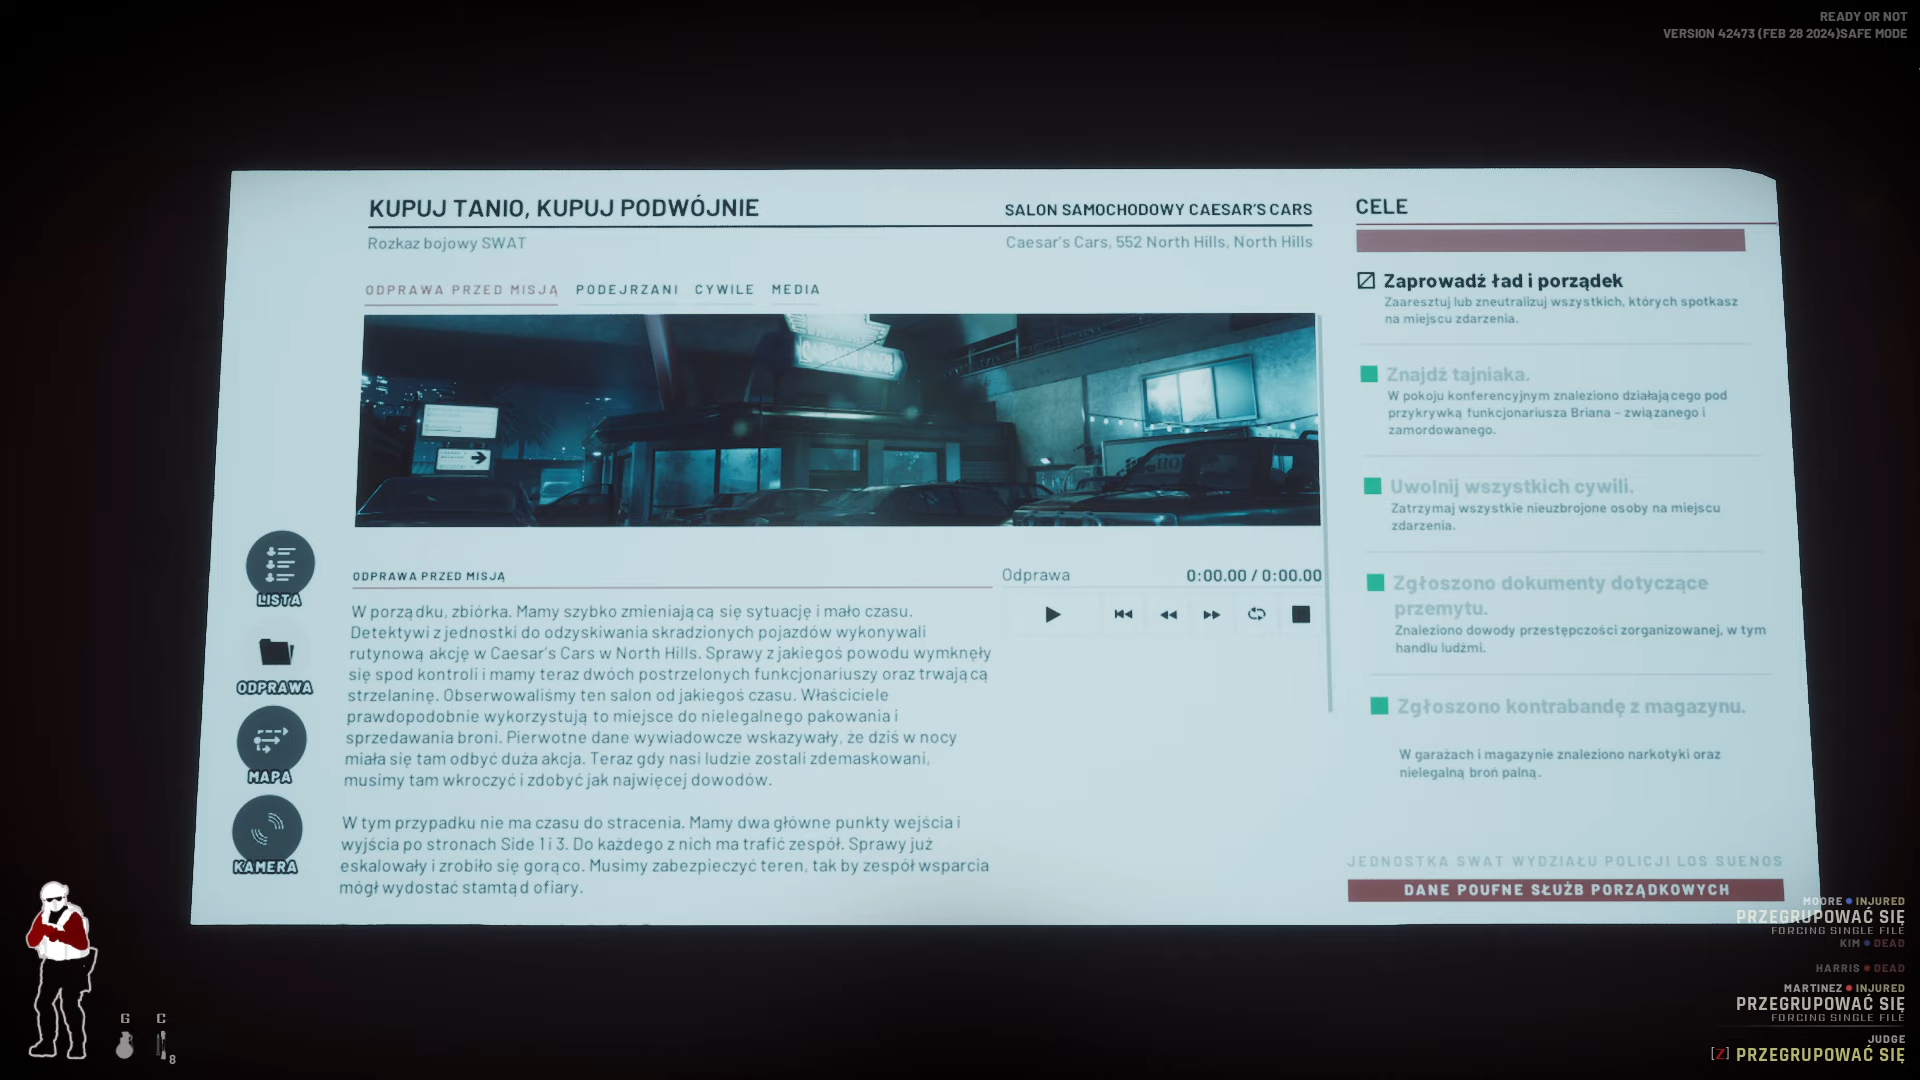 READY OR NOT
VERSION 42473 (FEB 28 2024)SAFE MODE
KUPUJ TANIO, KUPUJ PODWÓJNIE
SALON SAMOCHODOWY CAESAR'S CARS
Rozkaz bojowy SWAT
Caesar's Cars, 552 North Hills, North Hills
ODPRAWA PRZED MISJĄ PODEJRZANI CYWILE MEDIA
LISTA
ODPRAWA
MAPA
KAMERA
ODPRAWA PRZED MISJĄ
W porządku, zbiórka. Mamy szybko zmieniającą się sytuację i mało czasu.
Detektywi z jednostki do odzyskiwania skradzionych pojazdów wykonywali
rutynową akcję w Caesar's Cars w North Hills. Sprawy z jakiegoś powodu wymknęły
się spod kontroli i mamy teraz dwóch postrzelonych funkcjonariuszy oraz trwającą
strzelaninę. Obserwowaliśmy ten salon od jakiegoś czasu. Właściciele
prawdopodobnie wykorzystują to miejsce do nielegalnego pakowania i
sprzedawania broni. Pierwotne dane wywiadowcze wskazywały, że dziś w nocy
miała się tam odbyć duża akcja. Teraz gdy nasi ludzie zostali zdemaskowani,
musimy tam wkroczyć i zdobyć jak najwięcej dowodów.
W tym przypadku nie ma czasu do stracenia. Mamy dwa główne punkty wejścia i
wyjścia po stronach Side 1 i 3. Do każdego z nich ma trafić zespół. Sprawy już
eskalowały i zrobiło się gorąco. Musimy zabezpieczyć teren, tak by zespół wsparcia
mógł wydostać stamtąd ofiary.
Odprawa 0:00.00 / 0:00.00
CELE
Zaprowadź ład i porządek
Zaaresztuj lub zneutralizuj wszystkich, których spotkasz
na miejscu zdarzenia.
Znajdź tajniaka.
W pokoju konferencyjnym znaleziono działającego pod
przykrywką funkcjonariusza Briana – związanego i
zamordowanego.
Uwolnij wszystkich cywili.
Zatrzymaj wszystkie nieuzbrojone osoby na miejscu
zdarzenia.
Zgłoszono dokumenty dotyczące
przemytu.
Znaleziono dowody przestępczości zorganizowanej, w tym
handlu ludźmi.
Zgłoszono kontrabandę z magazynu.
W garażach i magazynie znaleziono narkotyki oraz
nielegalną broń palną.
JEDNOSTKA SWAT WYDZIAŁU POLICJI LOS SUENOS
DANE POUFNE SŁUŻB PORZĄDKOWYCH
MOORE INJURED
PRZEGRUPOWAĆ SIĘ
FORCING SINGLE FILE
KIM DEAD
HARRIS DEAD
MARTINEZ INJURED
PRZEGRUPOWAĆ SIĘ
FORCING SINGLE FILE
JUDGE
[Z] PRZEGRUPOWAĆ SIĘ
G C
8